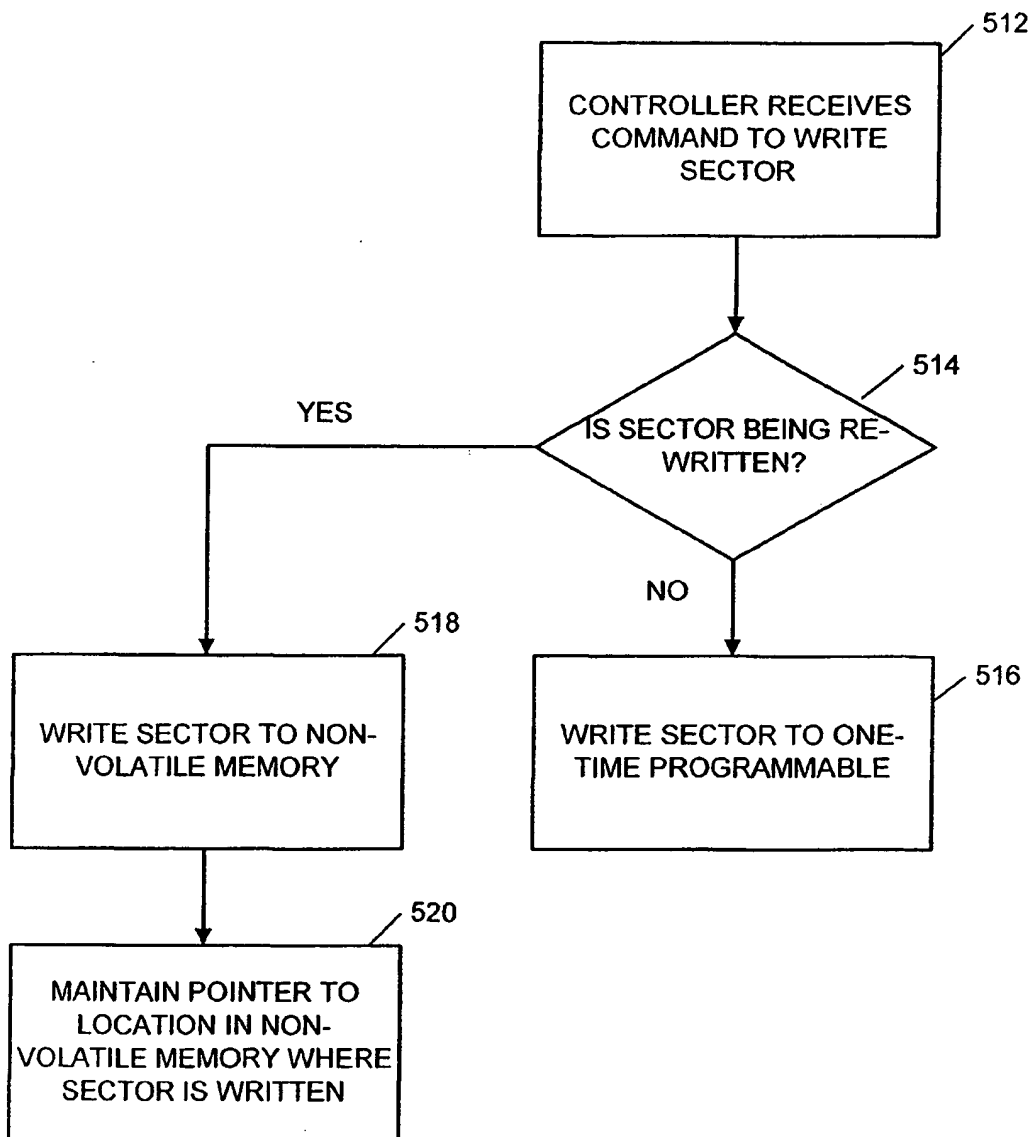 512
CONTROLLER RECEIVES
COMMAND TO WRITE
SECTOR
514
YES
IS SECTOR BEING RE-
WRITTEN?
NO
518
516
WRITE SECTOR TO NON-
VOLATILE MEMORY
WRITE SECTOR TO ONE-
TIME PROGRAMMABLE
520
MAINTAIN POINTER TO
LOCATION IN NON-
VOLATILE MEMORY WHERE
SECTOR IS WRITTEN